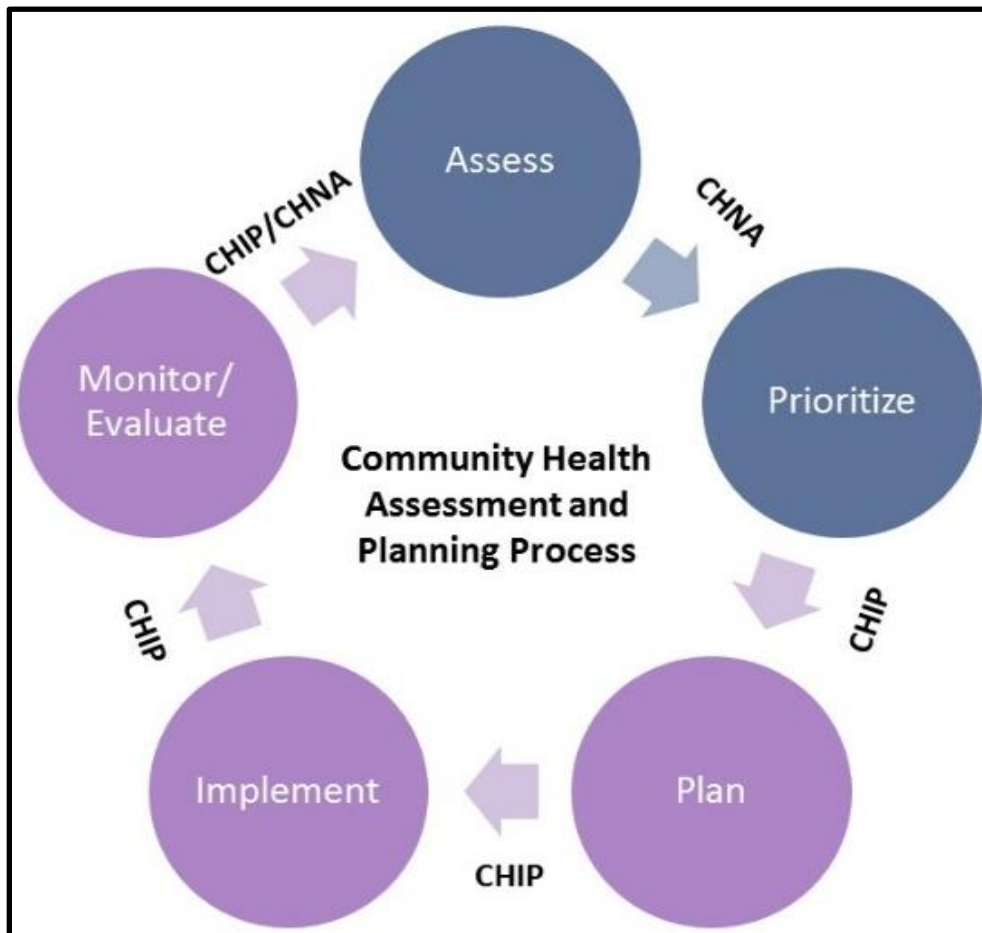 Assess
CHNA
Prioritize
CHIP
Plan
CHIP
Implement
CHIP
Monitor/
Evaluate
CHIP/CHNA
Community Health
Assessment and
Planning Process